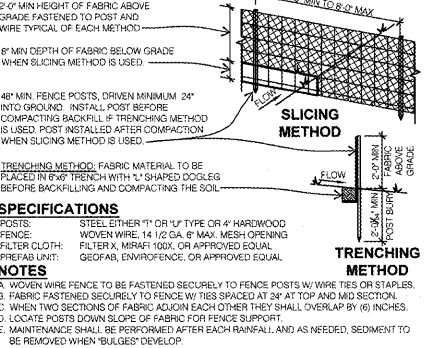 2'-0" MIN HEIGHT OF FABRIC ABOVE
GRADE FASTENED TO POST AND
WIRE TYPICAL OF EACH METHOD
MIN TO 8'-0" MAX
8" MIN DEPTH OF FABRIC BELOW GRADE
WHEN SLICING METHOD IS USED.
48" MIN. FENCE POSTS, DRIVEN MINIMUM 24"
INTO GROUND. INSTALL POST BEFORE
COMPACTING BACKFILL IF TRENCHING METHOD
IS USED. POST INSTALLED AFTER COMPACTION
WHEN SLICING METHOD IS USED.
FLOW
SLICING
METHOD
TRENCHING METHOD: FABRIC MATERIAL TO BE
PLACED IN 6"x6" TRENCH WITH "L" SHAPED DOGLEG
BEFORE BACKFILLING AND COMPACTING THE SOIL
FLOW
2'-0" MIN
FABRIC
ABOVE
GRADE
MIN
POST BURY
TRENCHING
METHOD
SPECIFICATIONS
POSTS: STEEL EITHER "T" OR "U" TYPE OR 4" HARDWOOD
FENCE: WOVEN WIRE, 14 1/2 GA. 6" MAX. MESH OPENING
FILTER CLOTH: FILTER X, MIRAFI 100X, OR APPROVED EQUAL
PREFAB UNIT: GEOFAB, ENVIROFENCE, OR APPROVED EQUAL
NOTES
A. WOVEN WIRE FENCE TO BE FASTENED SECURELY TO FENCE POSTS W/ WIRE TIES OR STAPLES.
B. FABRIC FASTENED SECURELY TO FENCE W/ TIES SPACED AT 24" AT TOP AND MID SECTION.
C. WHEN TWO SECTIONS OF FABRIC ADJOIN EACH OTHER THEY SHALL OVERLAP BY (6) INCHES.
D. LOCATE POSTS DOWN SLOPE OF FABRIC FOR FENCE SUPPORT.
E. MAINTENANCE SHALL BE PERFORMED AFTER EACH RAINFALL AND AS NEEDED, SEDIMENT TO
BE REMOVED WHEN "BULGES" DEVELOP.